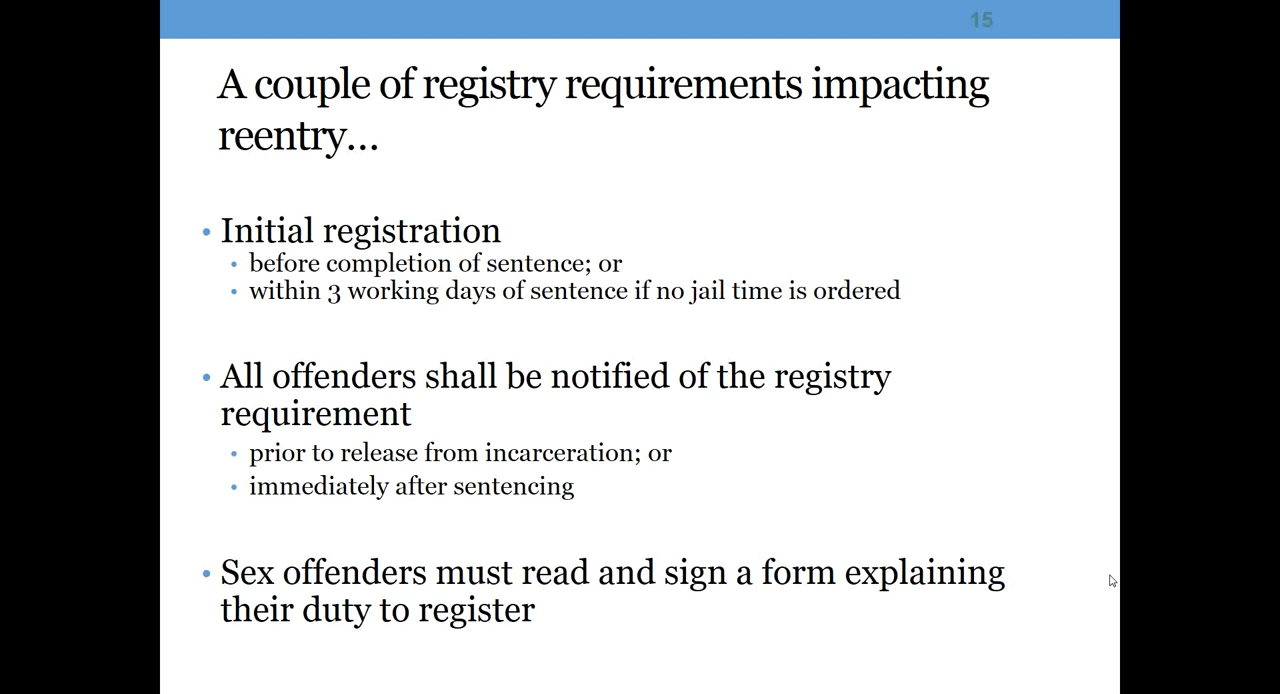 15
A couple of registry requirements impacting
reentry…
• Initial registration
• before completion of sentence; or
• within 3 working days of sentence if no jail time is ordered
• All offenders shall be notified of the registry
requirement
• prior to release from incarceration; or
• immediately after sentencing
• Sex offenders must read and sign a form explaining
their duty to register